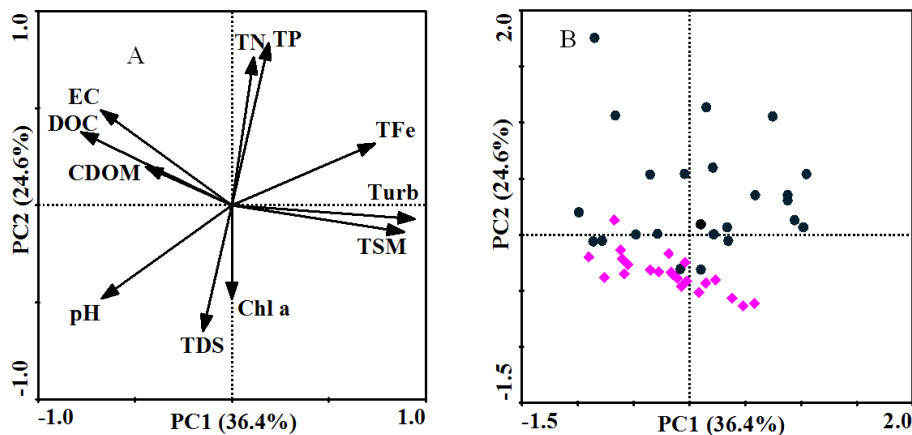 A
1.0
PC2 (24.6%)
-1.0
TN TP
EC
DOC
CDOM
TFe
Turb
TSM
pH
Chl a
TDS
-1.0
PC1 (36.4%)
1.0
B
2.0
PC2 (24.6%)
-1.5
-1.5
PC1 (36.4%)
2.0